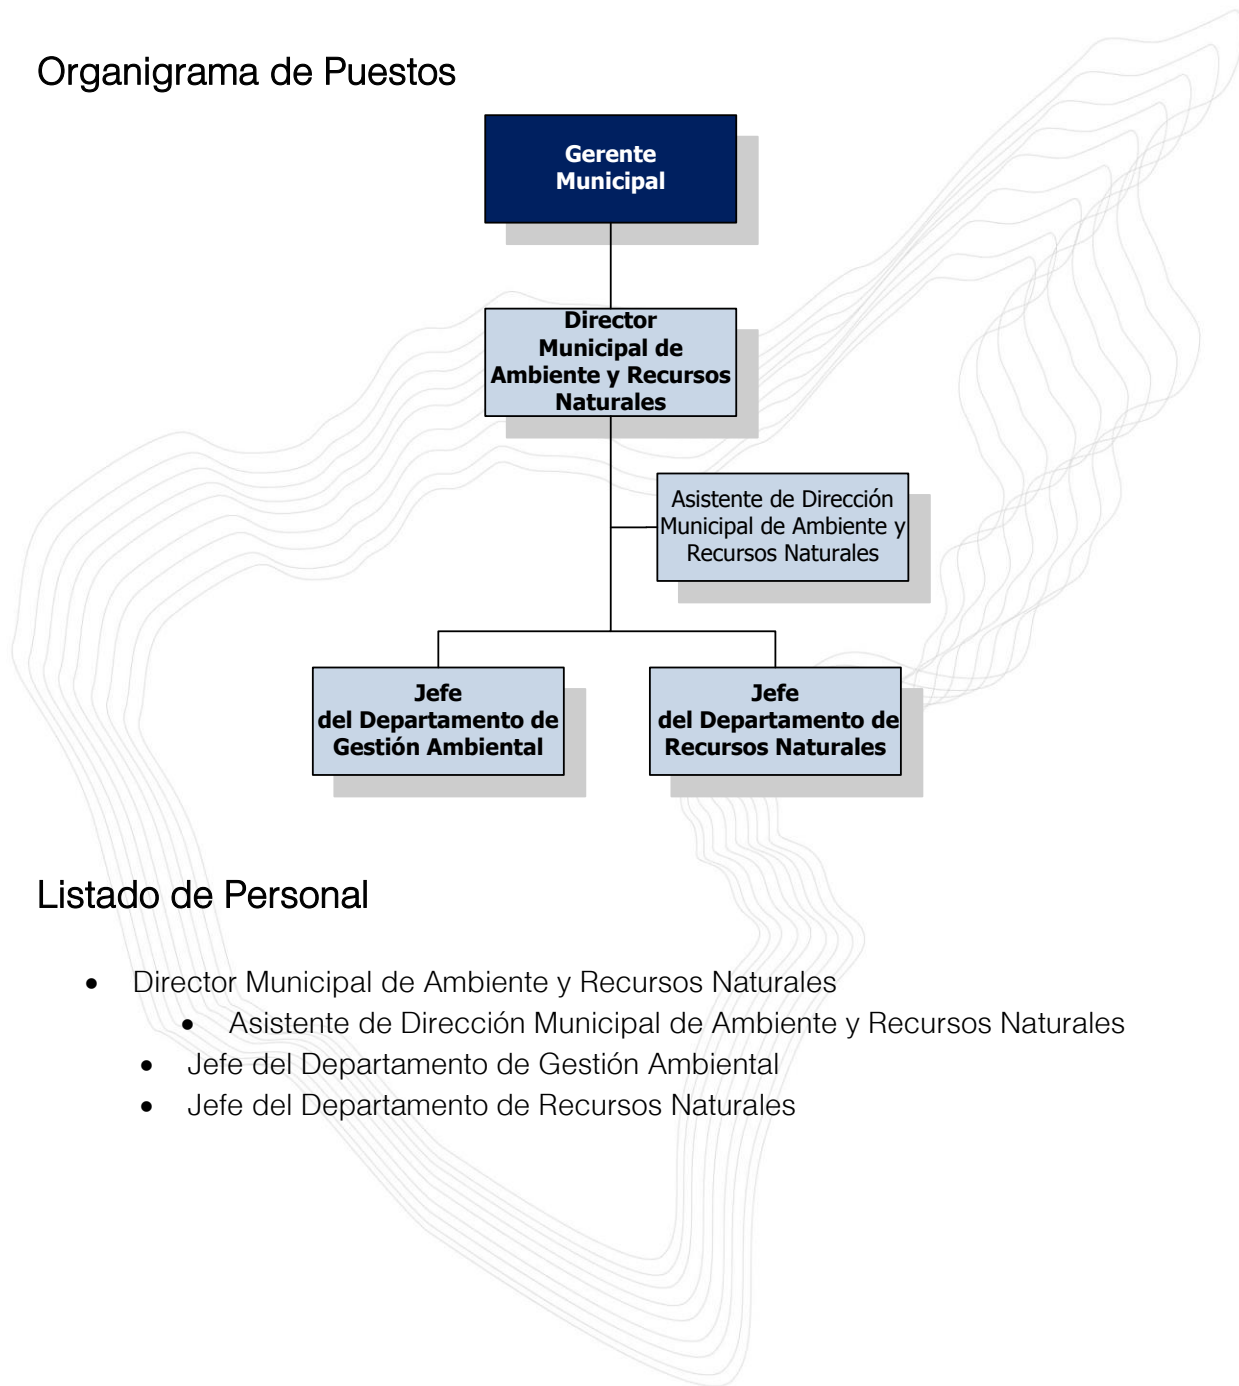 Organigrama de Puestos
Gerente
Municipal
Director
Municipal de
Ambiente y Recursos
Naturales
Asistente de Dirección
Municipal de Ambiente y
Recursos Naturales
Jefe
del Departamento de
Gestión Ambiental
Jefe
del Departamento de
Recursos Naturales
Listado de Personal
• Director Municipal de Ambiente y Recursos Naturales
• Asistente de Dirección Municipal de Ambiente y Recursos Naturales
• Jefe del Departamento de Gestión Ambiental
• Jefe del Departamento de Recursos Naturales